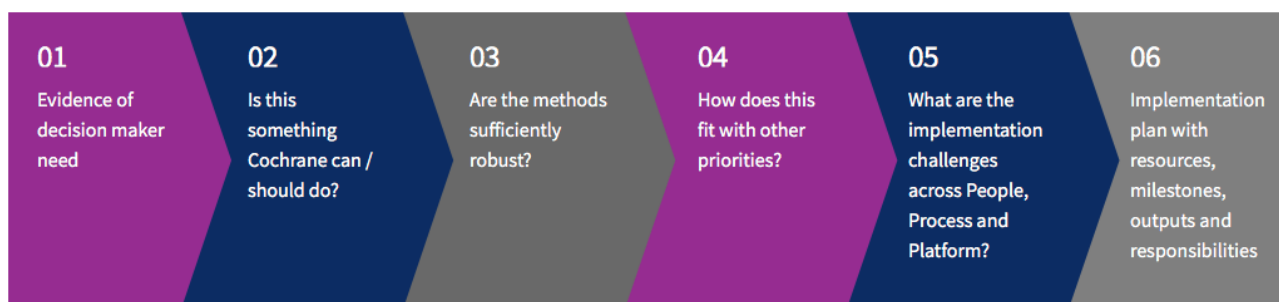 01
Evidence of
decision maker
need
02
Is this
something
Cochrane can /
should do?
03
Are the methods
sufficiently
robust?
04
How does this
fit with other
priorities?
05
What are the
implementation
challenges
across People,
Process and
Platform?
06
Implementation
plan with
resources,
milestones,
outputs and
responsibilities